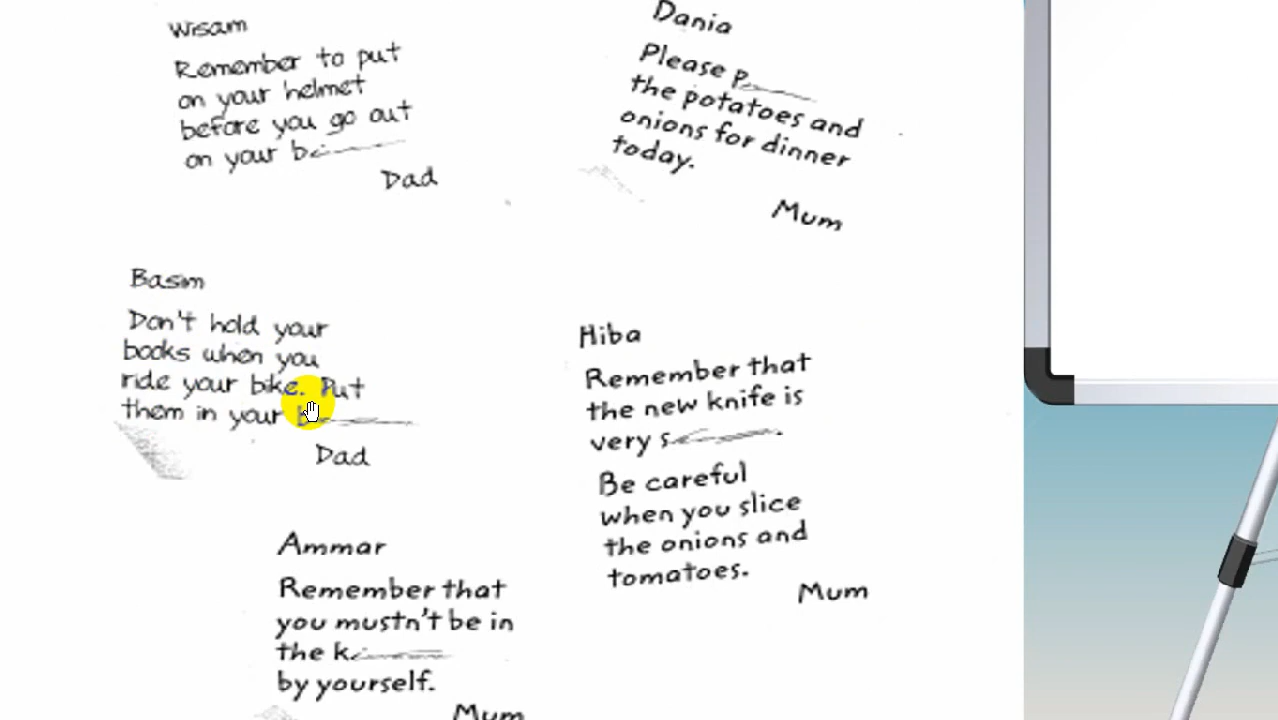 Wisam
Remember to put
on your helmet
before you go out
on your b
Dad
Dania
Please p
the potatoes and
onions for dinner
today.
Mum
Basim
Don't hold your
books when you
ride your bike. Put
them in your b
Dad
Hiba
Remember that
the new knife is
very s .
Be careful
when you slice
the onions and
tomatoes.
Mum
Ammar
Remember that
you mustn't be in
the k
by yourself.
Mum